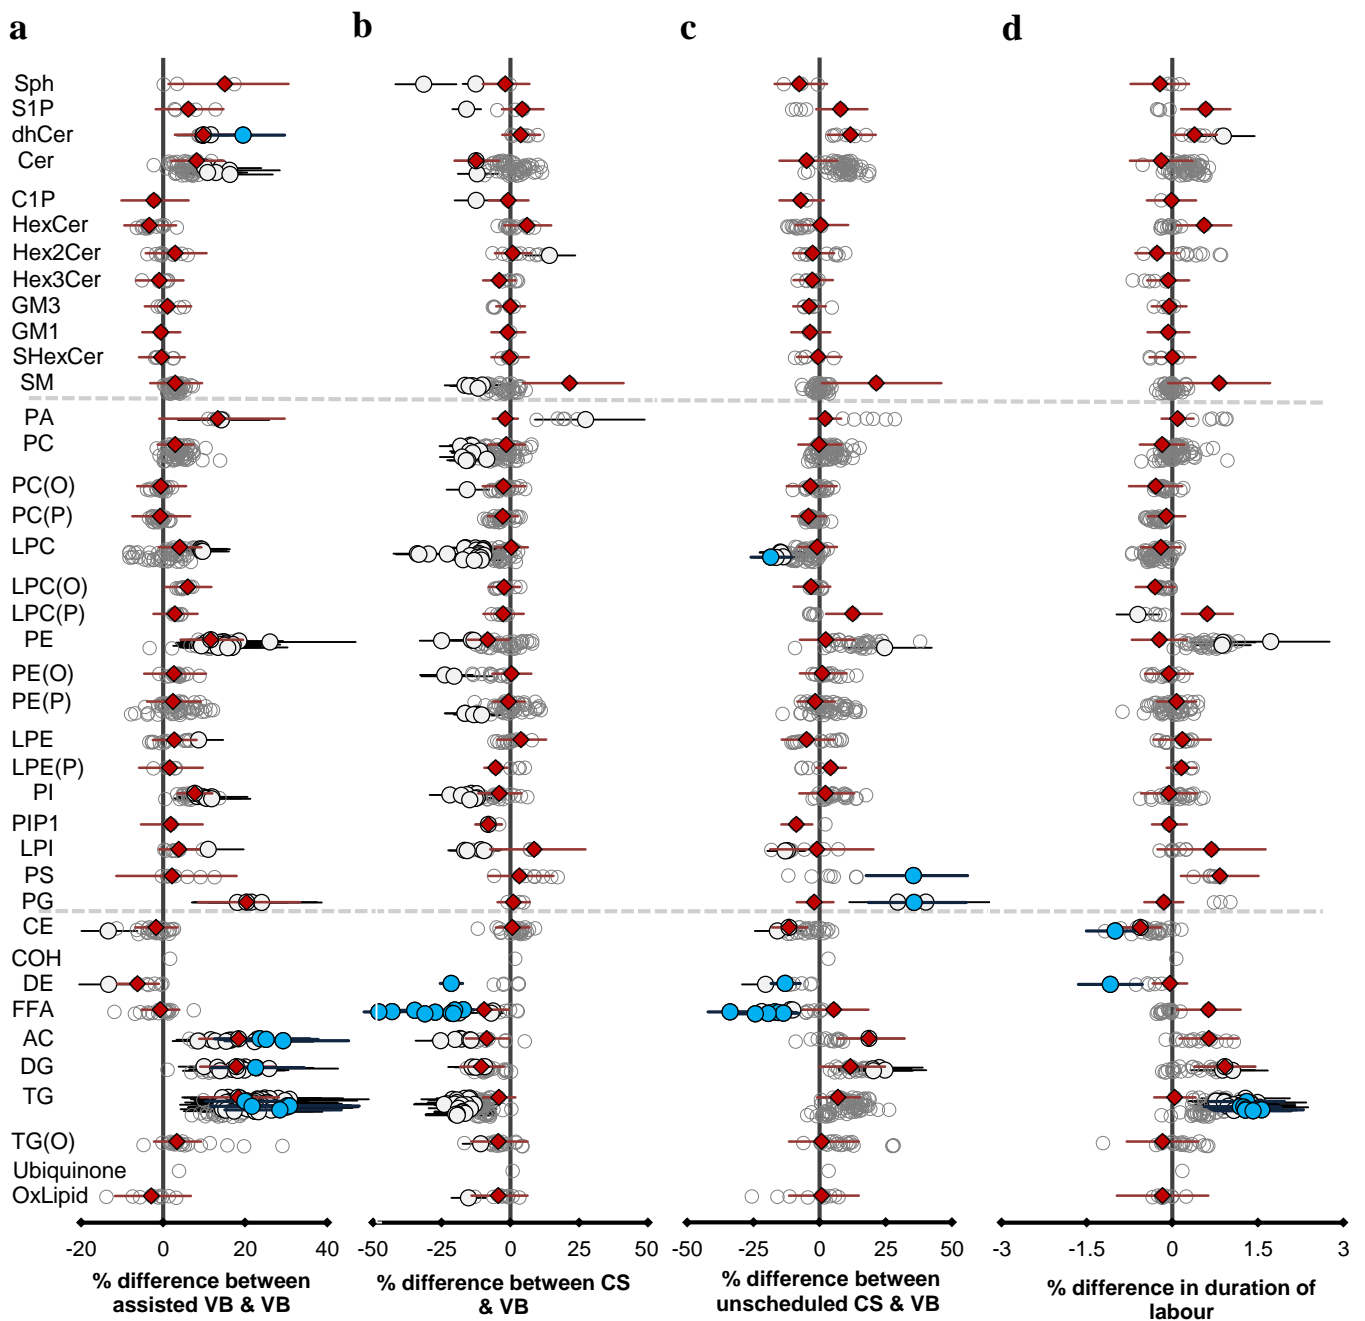 a b c d
Sph
S1P
dhCer
Cer
C1P
HexCer
Hex2Cer
Hex3Cer
GM3
GM1
SHexCer
SM
PA
PC
PC(O)
PC(P)
LPC
LPC(O)
LPC(P)
PE
PE(O)
PE(P)
LPE
LPE(P)
PI
PIP1
LPI
PS
PG
CE
COH
DE
FFA
AC
DG
TG
TG(O)
Ubiquinone
OxLipid
-20 0 20 40 -50 -25 0 25 50 -50 -25 0 25 50 -3 -1.5 0 1.5 3
% difference between
assisted VB & VB
% difference between CS
& VB
% difference between
unscheduled CS & VB
% difference in duration of
labour